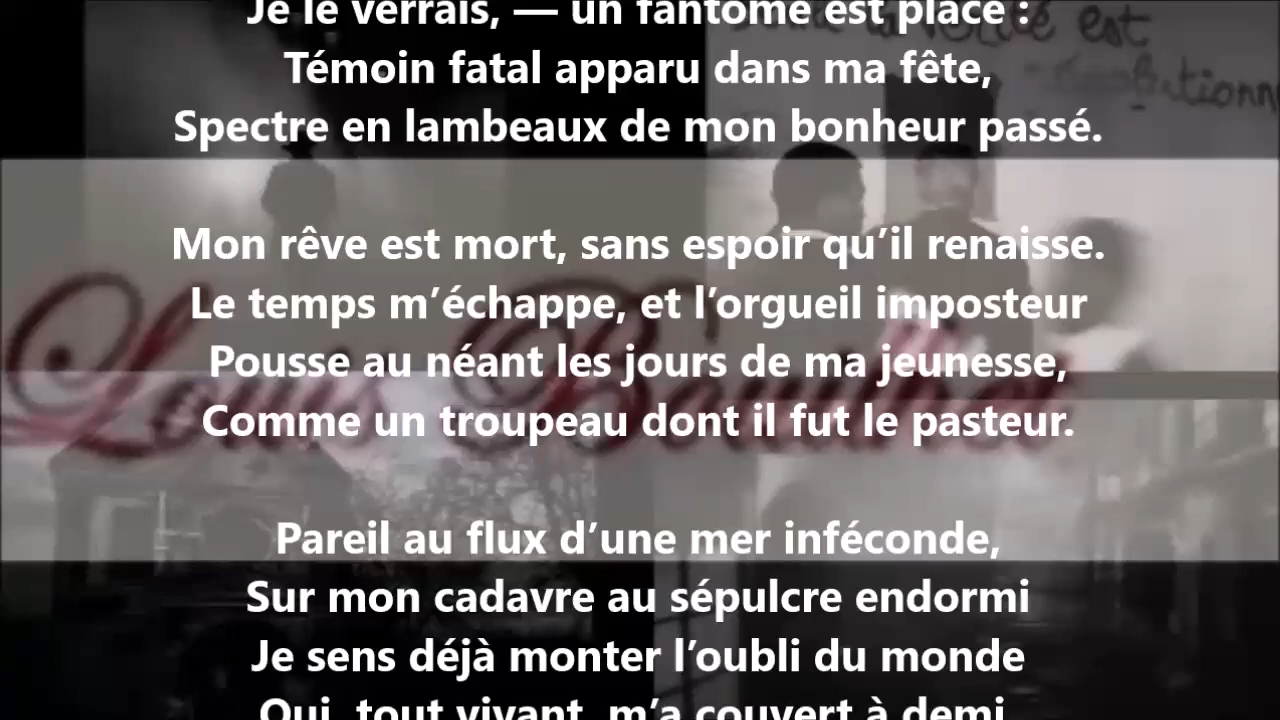 Je le verrais, — un fantôme est placé :
Témoin fatal apparu dans ma fête,
Spectre en lambeaux de mon bonheur passé.
Mon rêve est mort, sans espoir qu’il renaisse.
Le temps m’échappe, et l’orgueil imposteur
Pousse au néant les jours de ma jeunesse,
Comme un troupeau dont il fut le pasteur.
Pareil au flux d’une mer inféconde,
Sur mon cadavre au sépulcre endormi
Je sens déjà monter l’oubli du monde
Qui, tout vivant, m’a couvert à demi
Louis
est